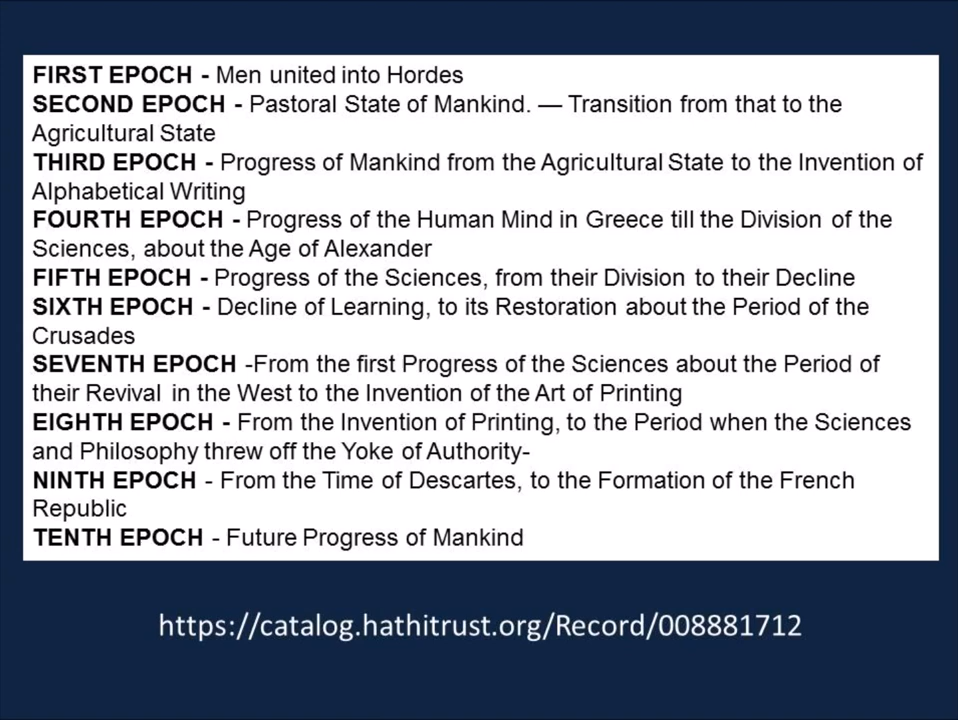 FIRST EPOCH - Men united into Hordes
SECOND EPOCH - Pastoral State of Mankind. — Transition from that to the
Agricultural State
THIRD EPOCH - Progress of Mankind from the Agricultural State to the Invention of
Alphabetical Writing
FOURTH EPOCH - Progress of the Human Mind in Greece till the Division of the
Sciences, about the Age of Alexander
FIFTH EPOCH - Progress of the Sciences, from their Division to their Decline
SIXTH EPOCH - Decline of Learning, to its Restoration about the Period of the
Crusades
SEVENTH EPOCH -From the first Progress of the Sciences about the Period of
their Revival in the West to the Invention of the Art of Printing
EIGHTH EPOCH - From the Invention of Printing, to the Period when the Sciences
and Philosophy threw off the Yoke of Authority-
NINTH EPOCH - From the Time of Descartes, to the Formation of the French
Republic
TENTH EPOCH - Future Progress of Mankind
https://catalog.hathitrust.org/Record/008881712